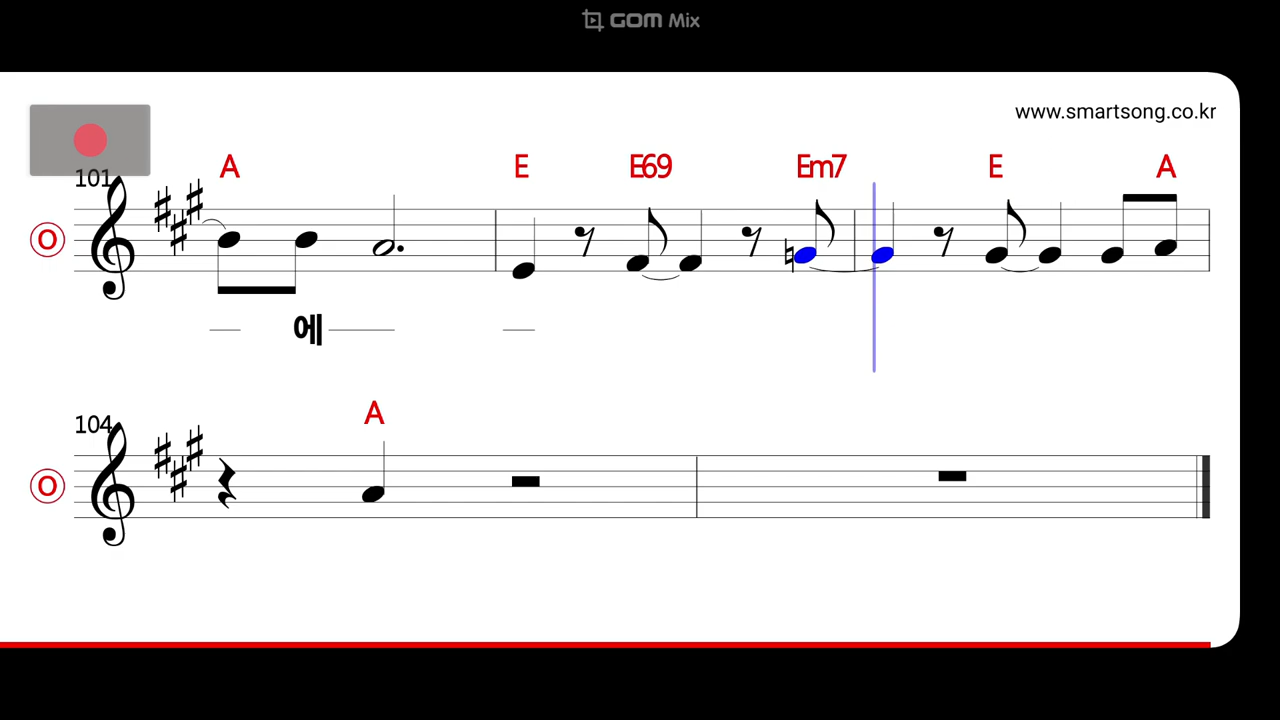 GOM Mix
www.smartsong.co.kr
101
A E E69 Em7 E A
O
에
104
A
O